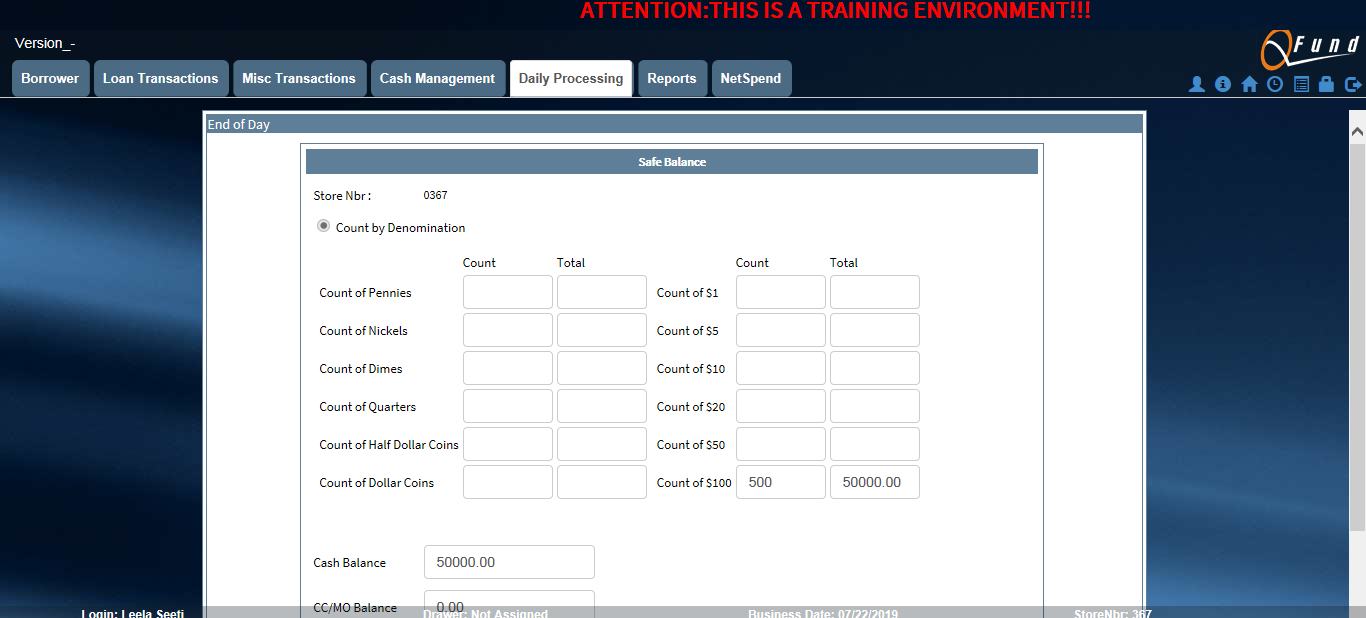 ATTENTION:THIS IS A TRAINING ENVIRONMENT!!!
Version_-
QFund
Borrower Loan Transactions Misc Transactions Cash Management Daily Processing Reports NetSpend
End of Day
Safe Balance
Store Nbr : 0367
Count by Denomination
Count Total Count Total
Count of Pennies Count of $1
Count of Nickels Count of $5
Count of Dimes Count of $10
Count of Quarters Count of $20
Count of Half Dollar Coins Count of $50
Count of Dollar Coins Count of $100 500 50000.00
Cash Balance 50000.00
CC/MO Balance 0.00
Login: Leela Seefi Drawer: Not Assigned Business Date: 07/22/2019 StoreNbr: 367